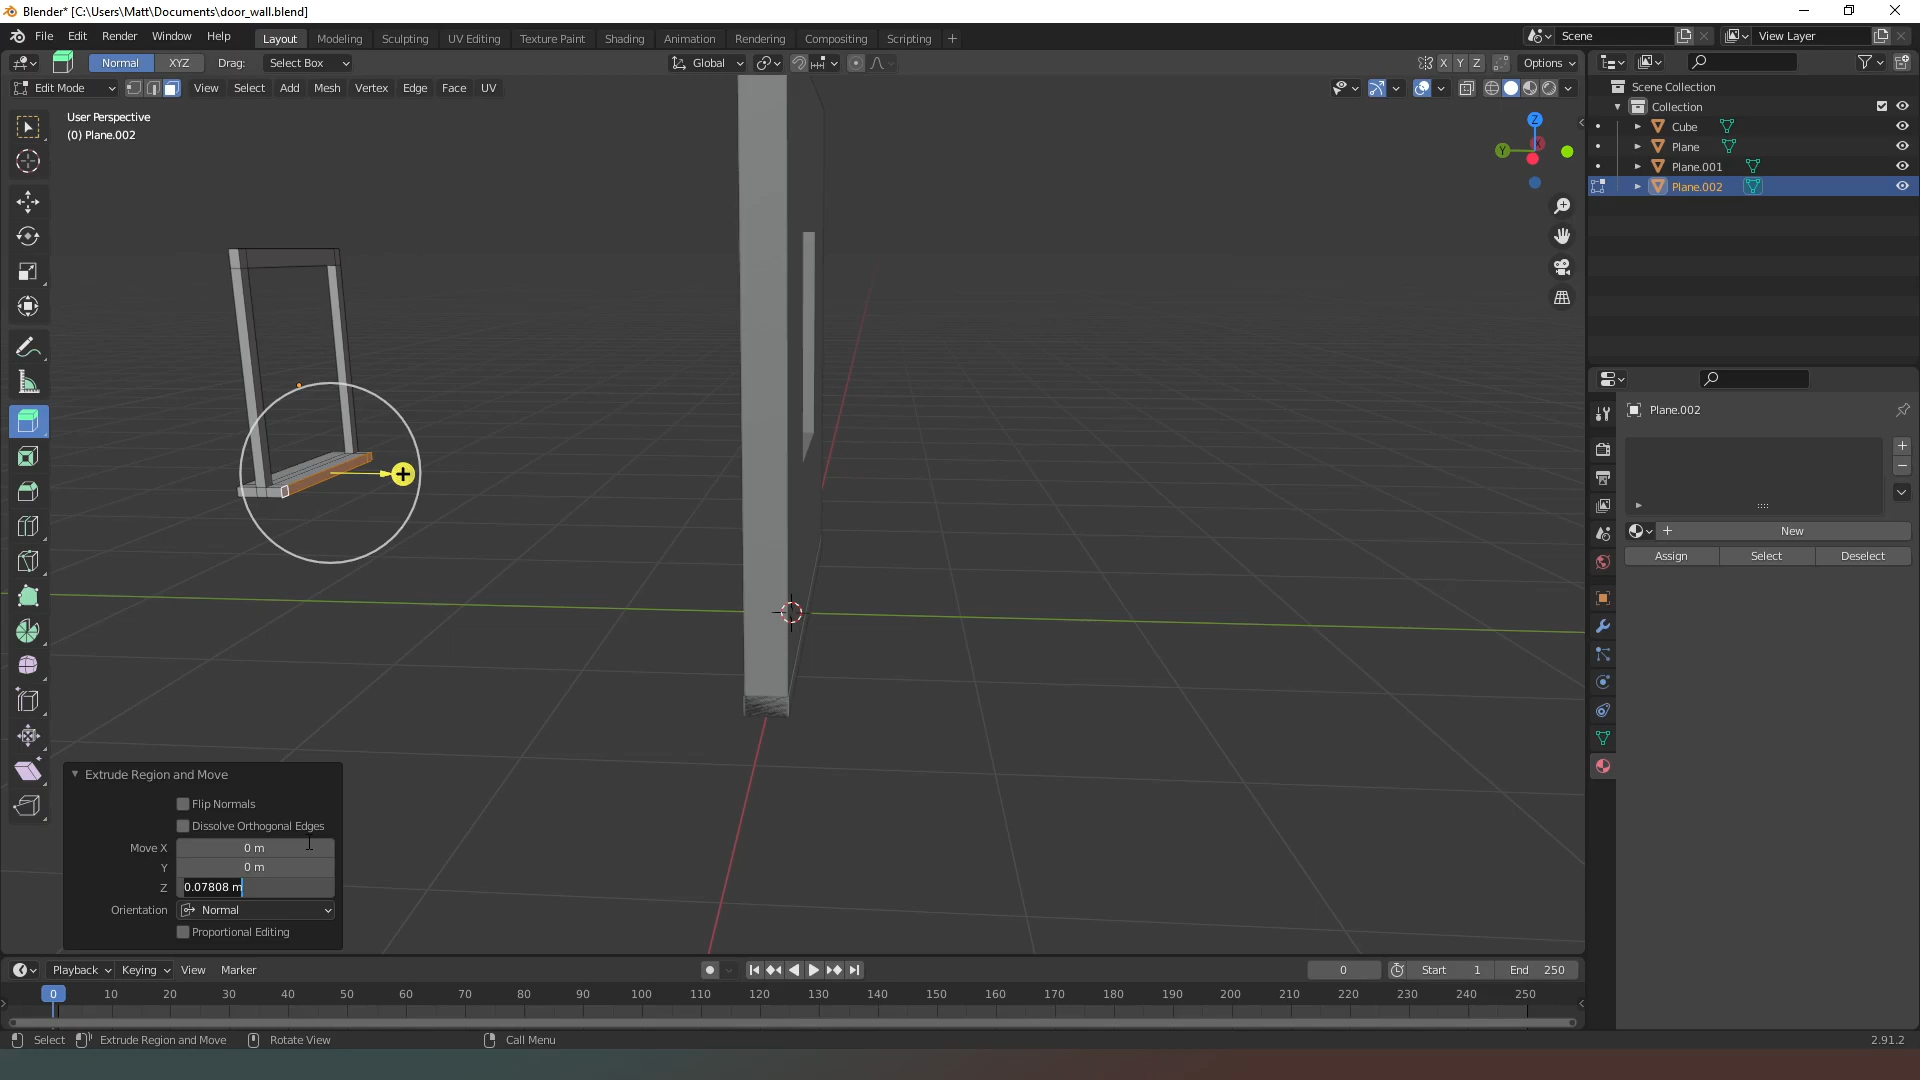 Blender* [C:\Users\Matt\Documents\door_wall.blend]
File Edit Render Window Help
Layout Modeling Sculpting UV Editing Texture Paint Shading Animation Rendering Compositing Scripting +
Scene View Layer
Normal XYZ Drag: Select Box Global X Y Z Options
Edit Mode View Select Add Mesh Vertex Edge Face UV
User Perspective
(0) Plane.002
Z
Y
X
Scene Collection
Collection
Cube
Plane
Plane.001
Plane.002
Plane.002
New
Assign Select Deselect
Extrude Region and Move
Flip Normals
Dissolve Orthogonal Edges
Move X 0 m
Y 0 m
Z 0.07808 m
Orientation Normal
Proportional Editing
Playback Keying View Marker 0 Start 1 End 250
0 10 20 30 40 50 60 70 80 90 100 110 120 130 140 150 160 170 180 190 200 210 220 230 240 250
Select Extrude Region and Move Rotate View Call Menu 2.91.2